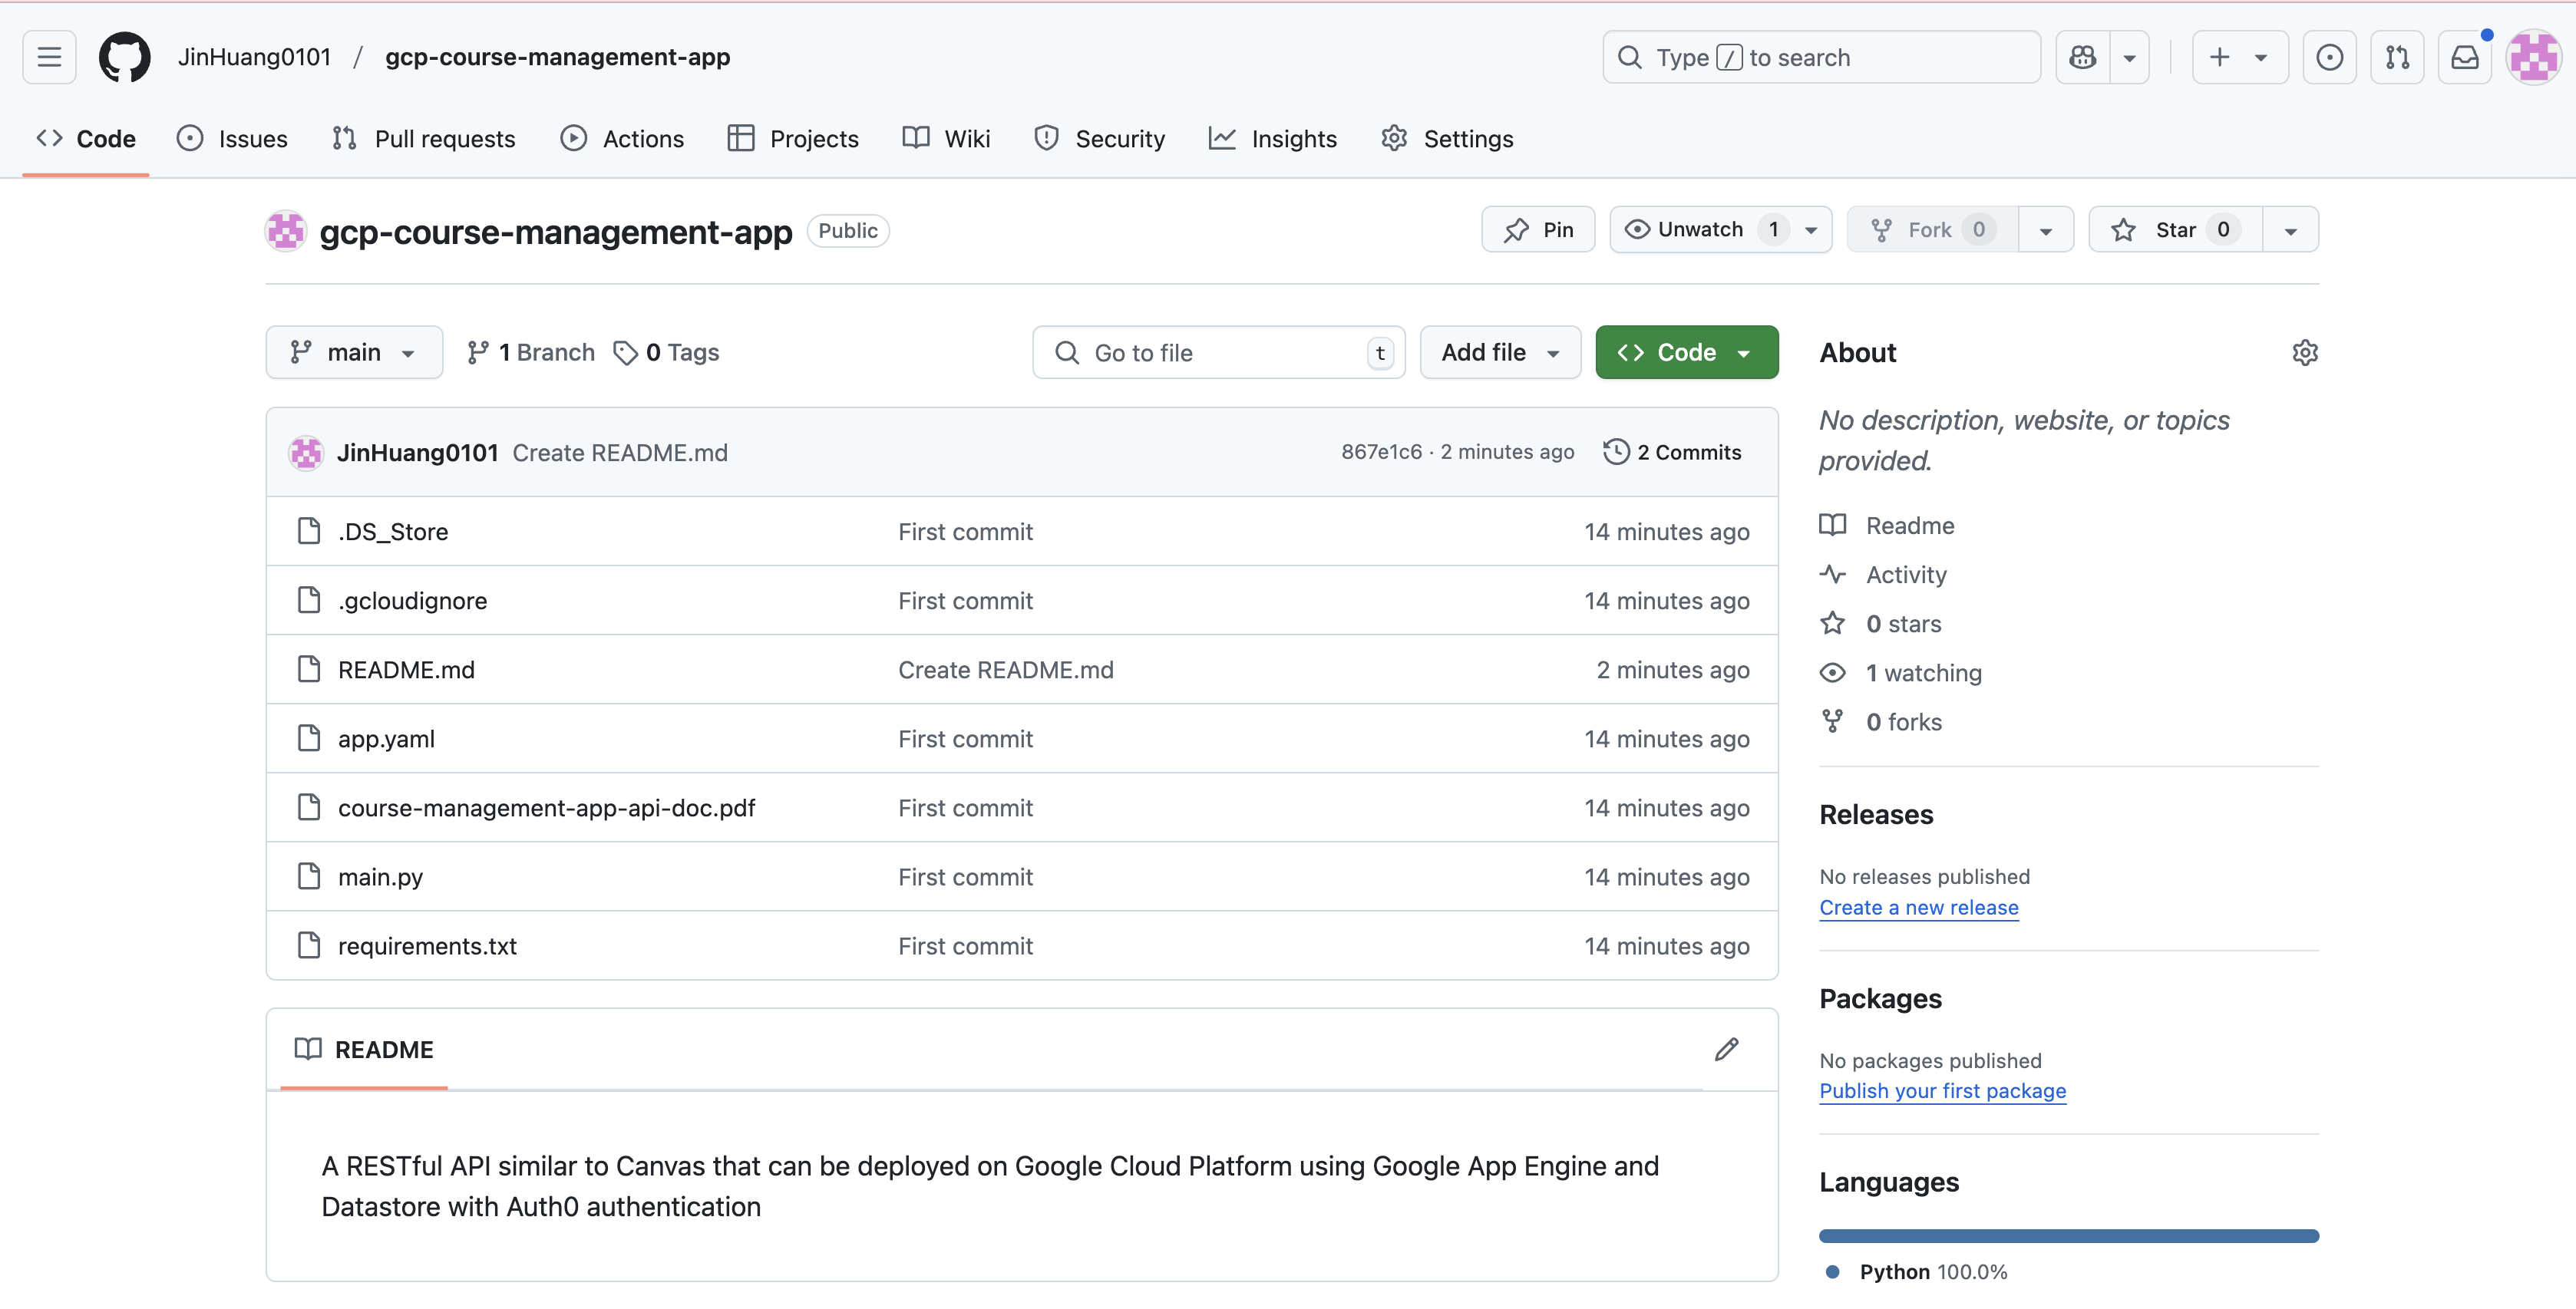 JinHuang0101 / gcp-course-management-app
Type / to search
Code Issues Pull requests Actions Projects Wiki Security Insights Settings
gcp-course-management-app Public
Pin Unwatch 1 Fork 0 Star 0
main 1 Branch 0 Tags Go to file t Add file Code
JinHuang0101 Create README.md 867e1c6 · 2 minutes ago 2 Commits
.DS_Store First commit 14 minutes ago
.gcloudignore First commit 14 minutes ago
README.md Create README.md 2 minutes ago
app.yaml First commit 14 minutes ago
course-management-app-api-doc.pdf First commit 14 minutes ago
main.py First commit 14 minutes ago
requirements.txt First commit 14 minutes ago
README
A RESTful API similar to Canvas that can be deployed on Google Cloud Platform using Google App Engine and
Datastore with Auth0 authentication
About
No description, website, or topics
provided.
Readme
Activity
0 stars
1 watching
0 forks
Releases
No releases published
Create a new release
Packages
No packages published
Publish your first package
Languages
Python 100.0%